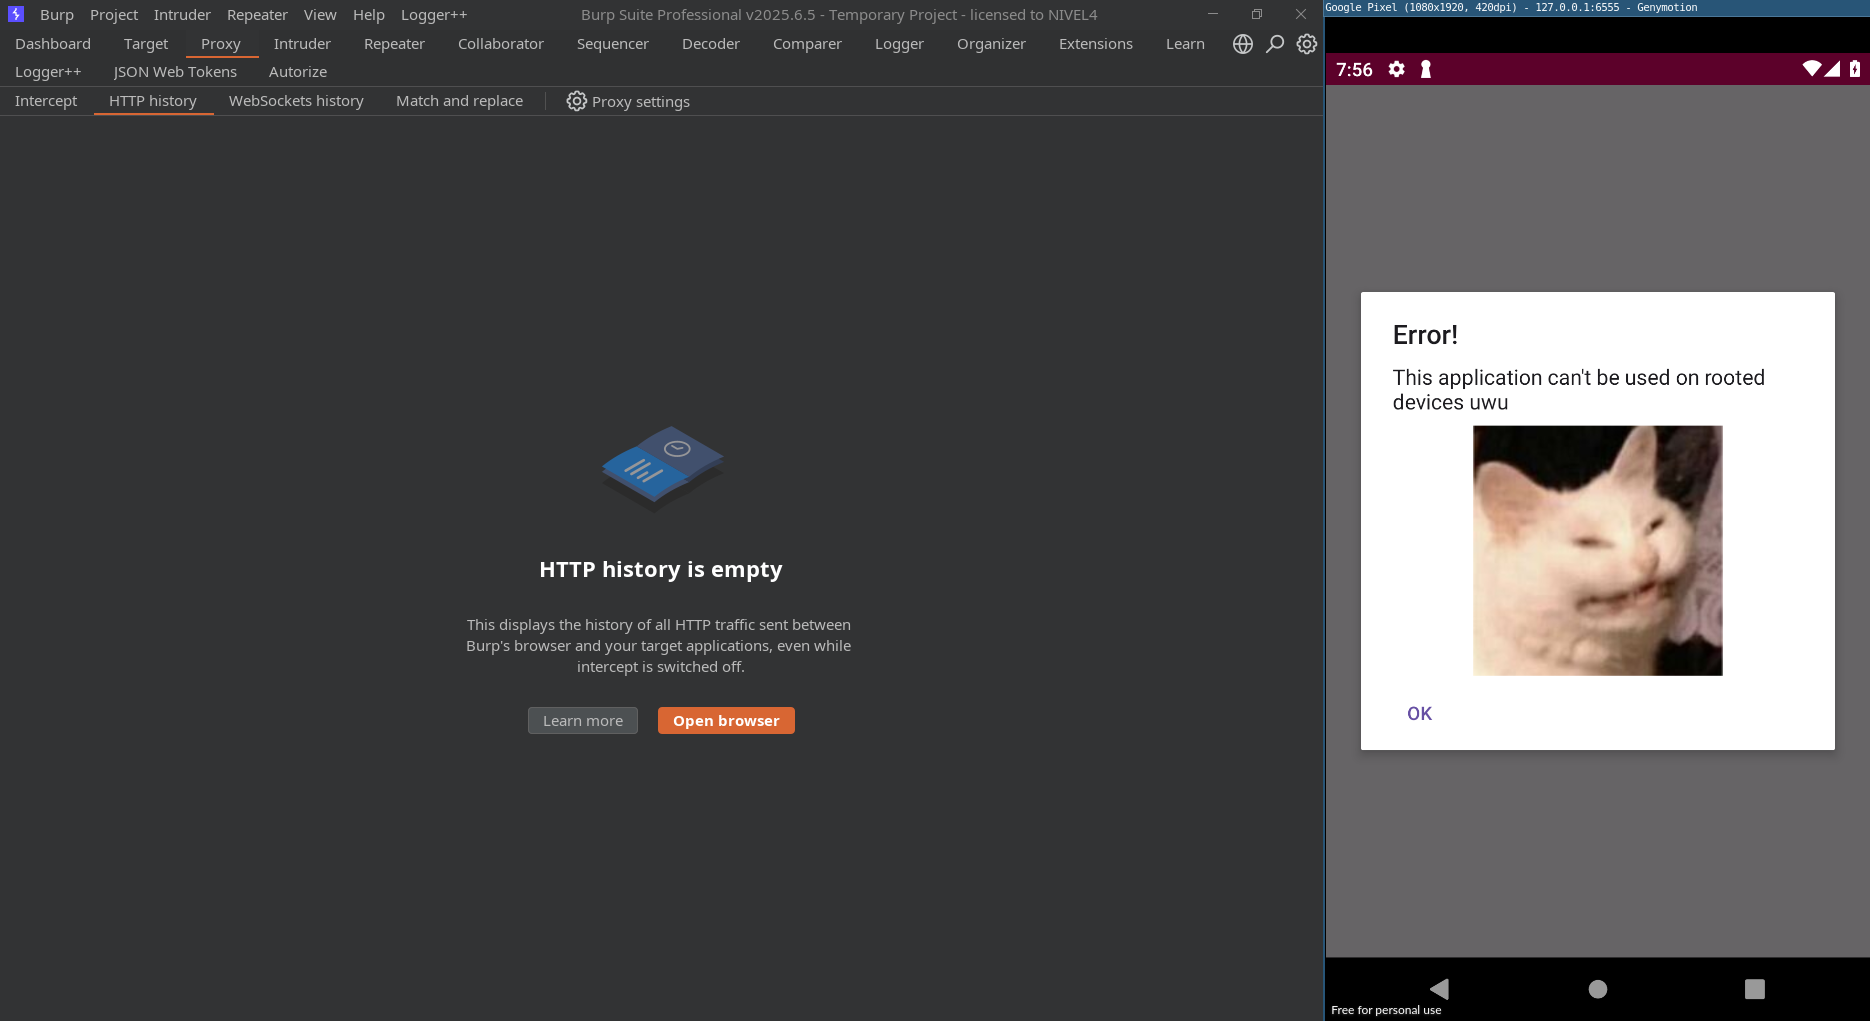 Burp Project Intruder Repeater View Help Logger++ Burp Suite Professional v2025.6.5 - Temporary Project - licensed to NIVEL4
Dashboard Target Proxy Intruder Repeater Collaborator Sequencer Decoder Comparer Logger Organizer Extensions Learn
Logger++ JSON Web Tokens Autorize
Intercept HTTP history WebSockets history Match and replace Proxy settings
HTTP history is empty
This displays the history of all HTTP traffic sent between
Burp's browser and your target applications, even while
intercept is switched off.
Learn more Open browser
Google Pixel (1080x1920, 420dpi) - 127.0.0.1:6555 - Genymotion
7:56
Error!
This application can't be used on rooted
devices uwu
OK
Free for personal use